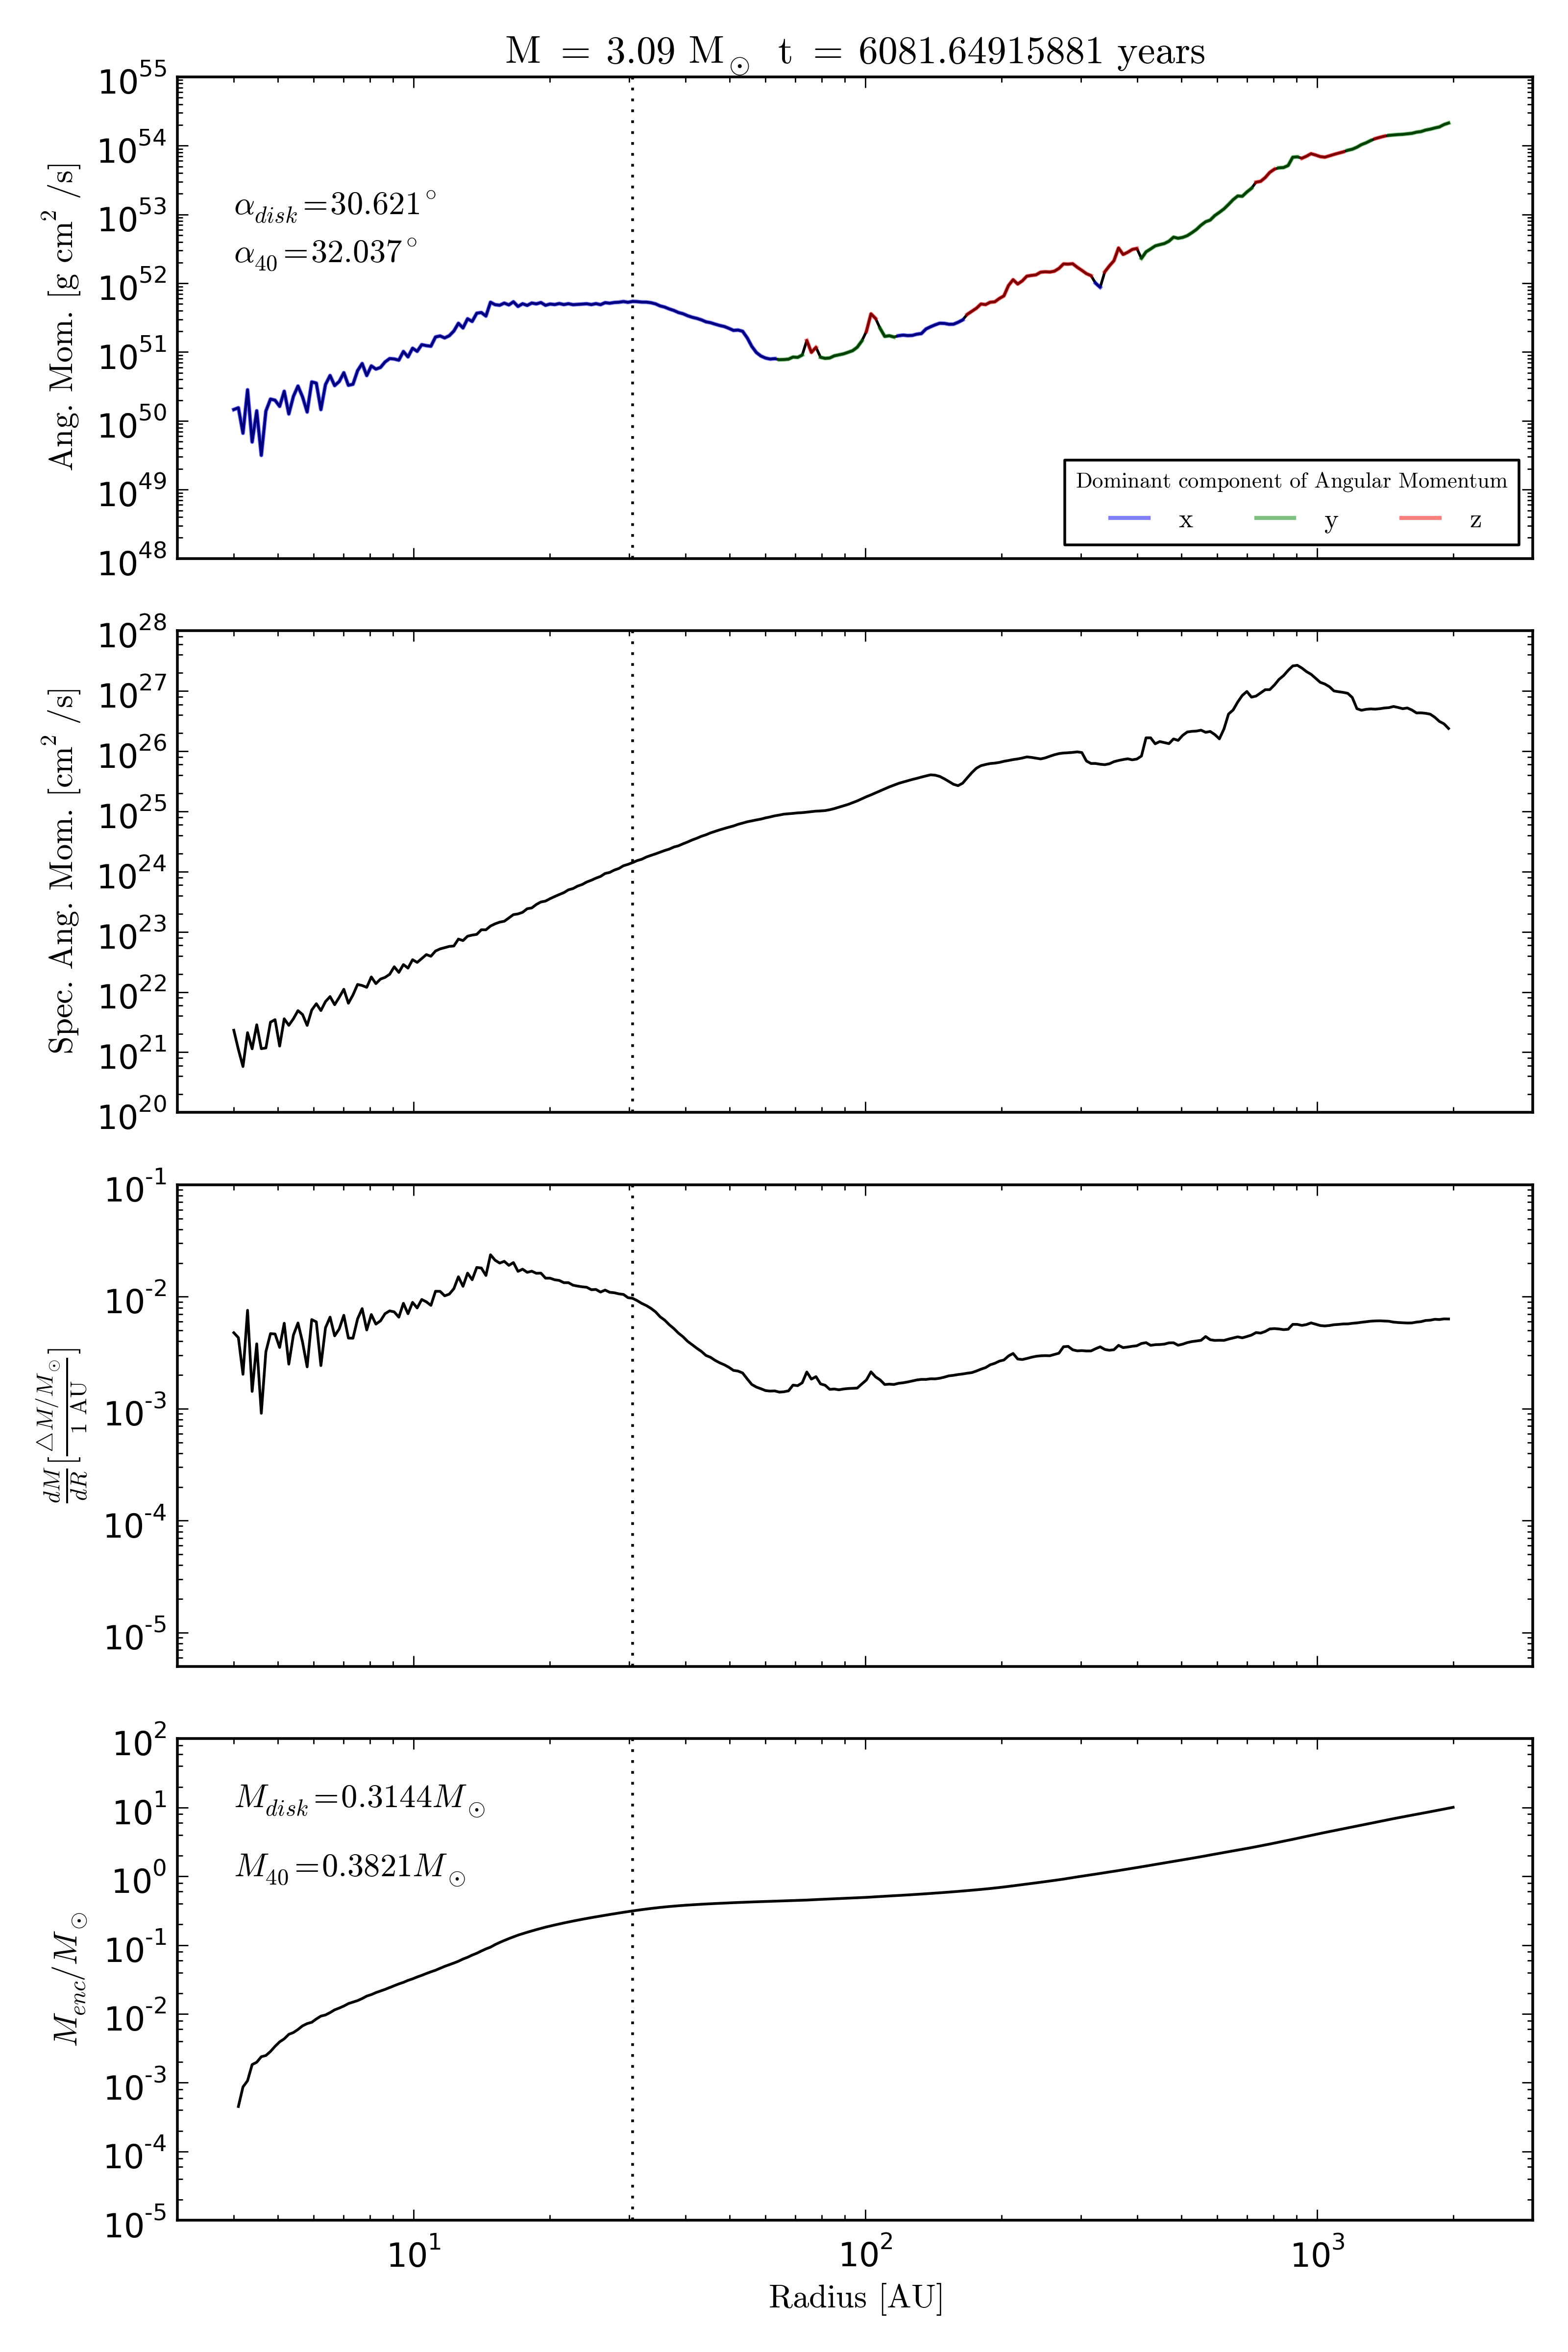 M = 3.09 M⊙ t = 6081.64915881 years
10^55
10^54
10^53
10^52
10^51
10^50
10^49
10^48
Ang. Mom. [g cm^2 /s]
α_disk=30.621°
α_40=32.037°
Dominant component of Angular Momentum
x y z
10^28
10^27
10^26
10^25
10^24
10^23
10^22
10^21
10^20
Spec. Ang. Mom. [cm^2 /s]
10^-1
10^-2
10^-3
10^-4
10^-5
dM/dR [△M/M⊙ / 1 AU]
10^2
10^1
10^0
10^-1
10^-2
10^-3
10^-4
10^-5
M_enc/M⊙
M_disk=0.3144M⊙
M_40=0.3821M⊙
10^1 10^2 10^3
Radius [AU]